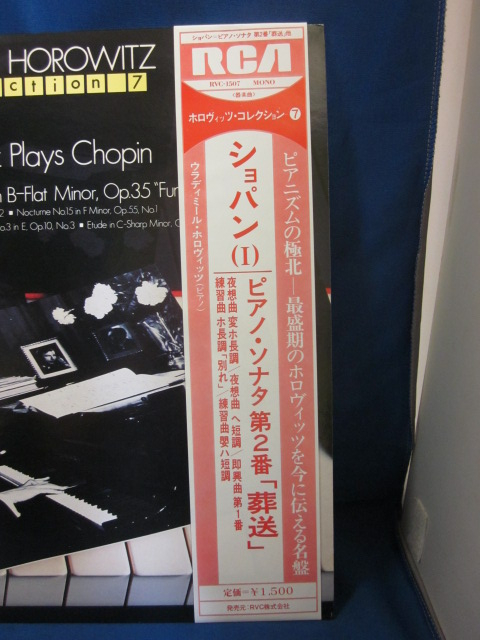 HOROWITZ
ction 7
Plays Chopin
B-Flat Minor, Op.35 "Fun
2 ■ Nocturne No.15 in F Minor, Op.55, No.1
o.3 in E, Op.10, No.3 ■ Etude in C-Sharp Minor,
ショパン=ピアノ・ソナタ 第2番「葬送」他
RCA
RVC-1567 MONO
ホロヴィッツ・コレクション 7
ピアニズムの極北—最盛期のホロヴィッツを今に伝える名盤
ショパン(I)
ピアノ・ソナタ 第2番「葬送」
夜想曲 変ホ長調/夜想曲 ヘ短調/即興曲 第1番
練習曲 ホ長調「別れ」/練習曲 嬰ハ短調
ウラディミール・ホロヴィッツ(ピアノ)
定価=¥1,500
発売元:RVC株式会社